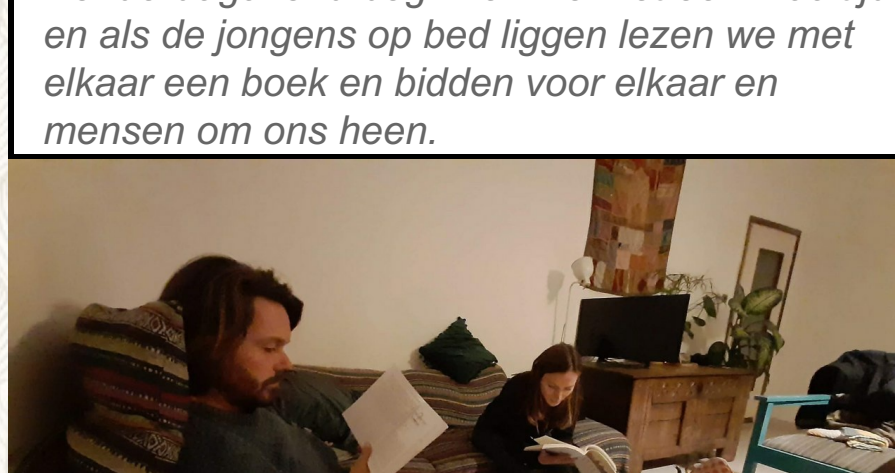 en als de jongens op bed liggen lezen we met
elkaar een boek en bidden voor elkaar en
mensen om ons heen.